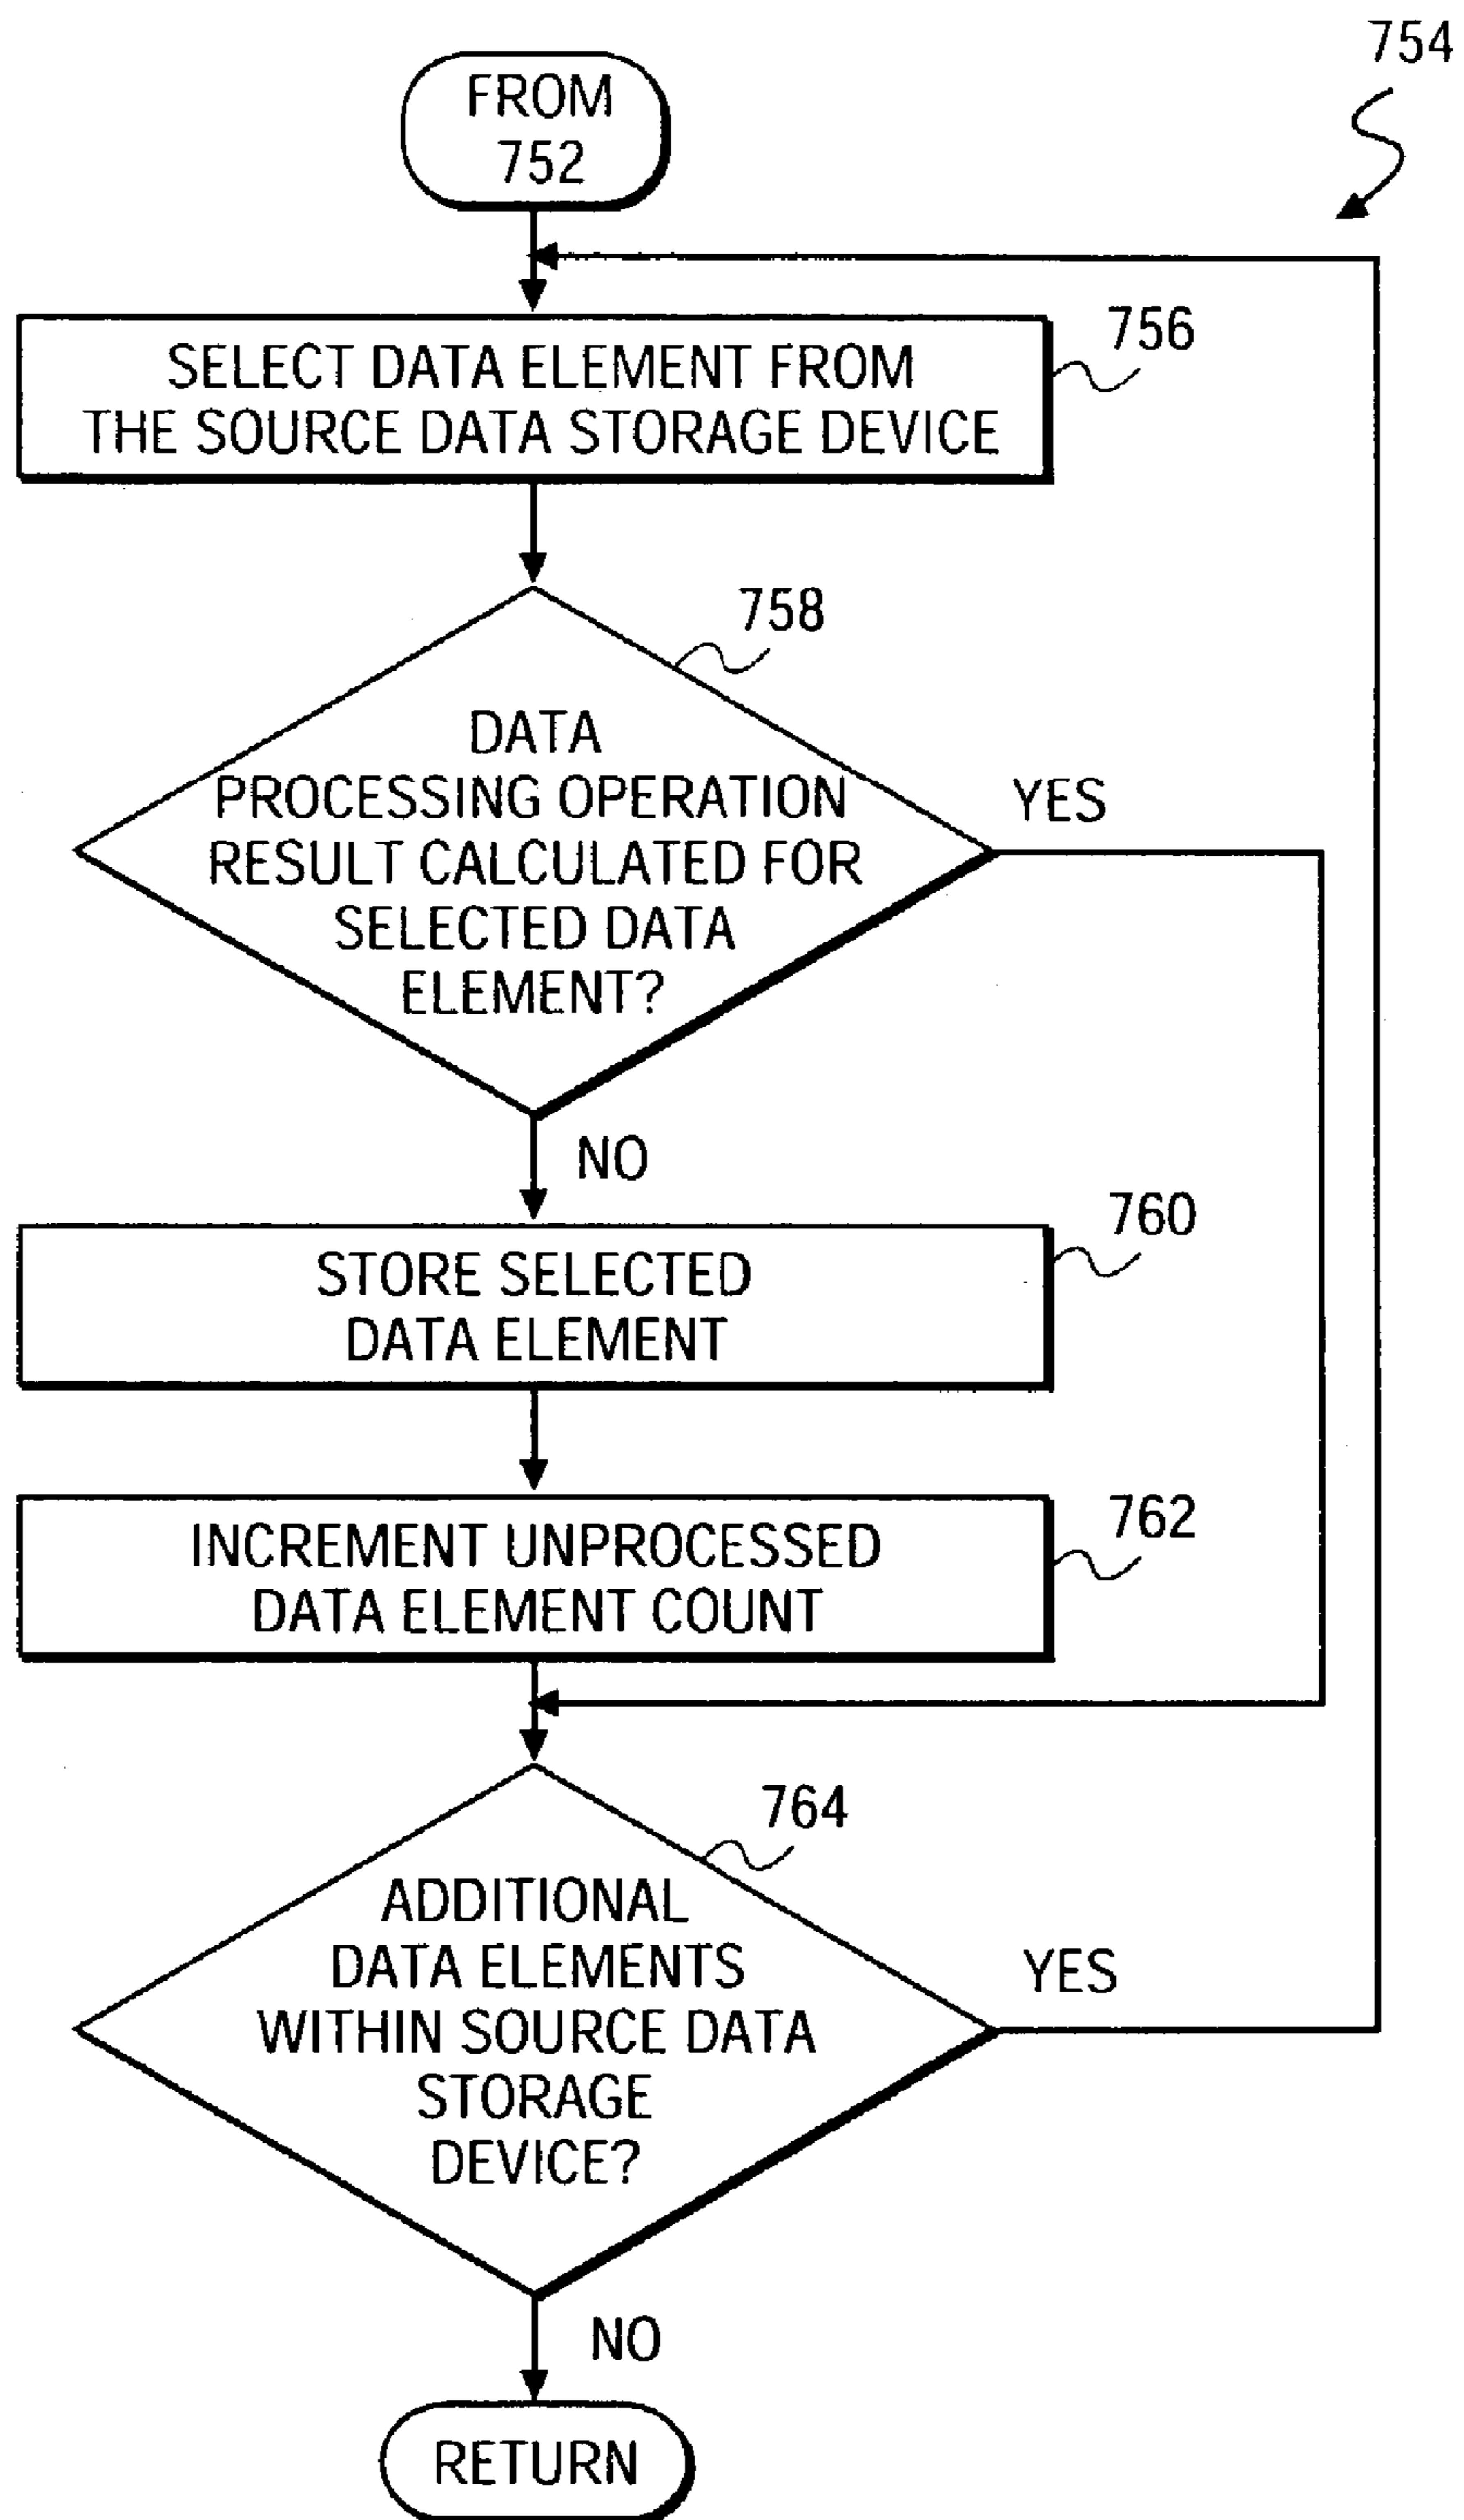 754
FROM
752
756
SELECT DATA ELEMENT FROM
THE SOURCE DATA STORAGE DEVICE
758
DATA
PROCESSING OPERATION
RESULT CALCULATED FOR
SELECTED DATA
ELEMENT?
YES
NO
760
STORE SELECTED
DATA ELEMENT
762
INCREMENT UNPROCESSED
DATA ELEMENT COUNT
764
ADDITIONAL
DATA ELEMENTS
WITHIN SOURCE DATA
STORAGE
DEVICE?
YES
NO
RETURN